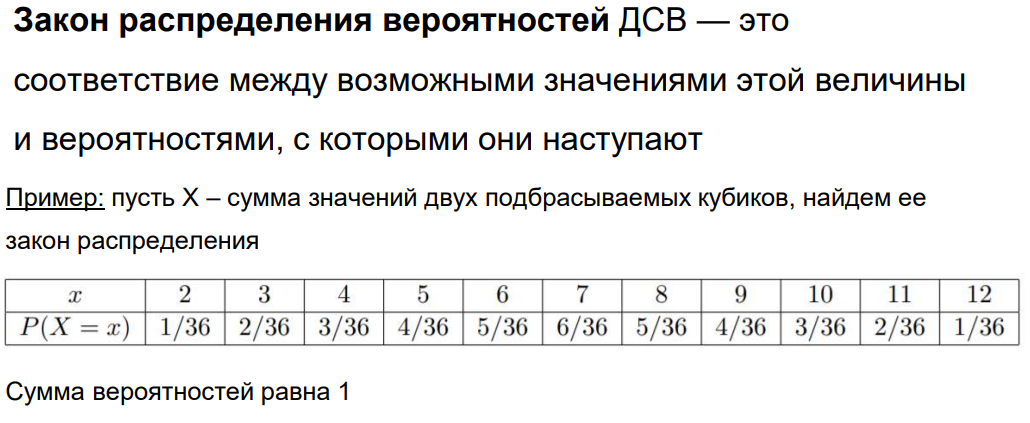 Закон распределения вероятностей ДСВ — это
соответствие между возможными значениями этой величины
и вероятностями, с которыми они наступают
Пример: пусть X – сумма значений двух подбрасываемых кубиков, найдем ее
закон распределения
x 2 3 4 5 6 7 8 9 10 11 12
P(X = x) 1/36 2/36 3/36 4/36 5/36 6/36 5/36 4/36 3/36 2/36 1/36
Сумма вероятностей равна 1